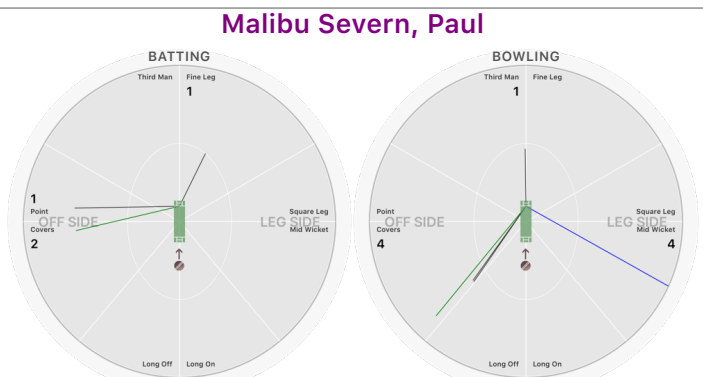 Malibu Severn, Paul
BATTING
Third Man Fine Leg
1
1
Point
OFF SIDE
Covers
2
Square Leg
LEG SIDE
Mid Wicket
Long Off Long On
BOWLING
Third Man Fine Leg
1
Point
OFF SIDE
Covers
4
Square Leg
LEG SIDE
Mid Wicket
4
Long Off Long On